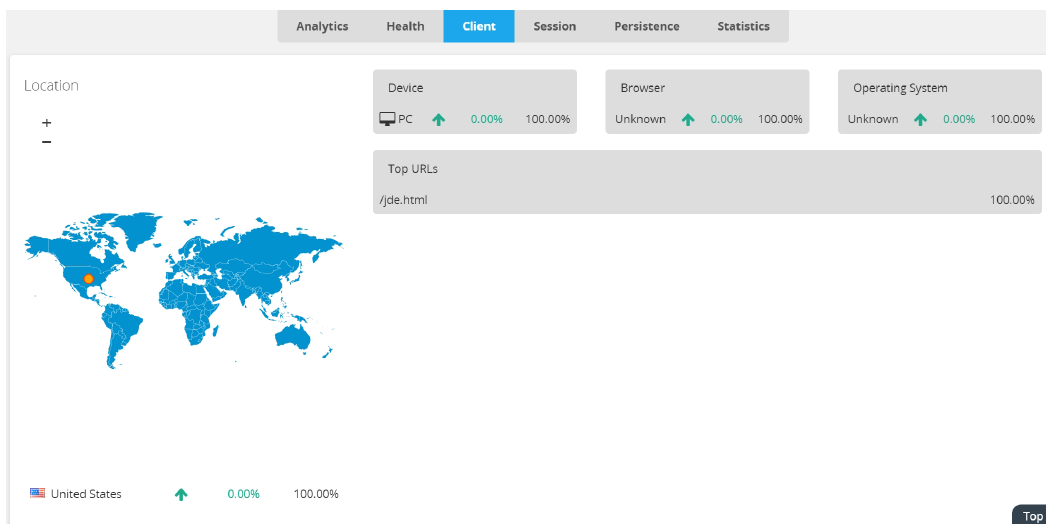 Analytics Health Client Session Persistence Statistics
Location
+
−
Device
PC 0.00% 100.00%
Browser
Unknown 0.00% 100.00%
Operating System
Unknown 0.00% 100.00%
Top URLs
/jde.html 100.00%
United States 0.00% 100.00%
Top